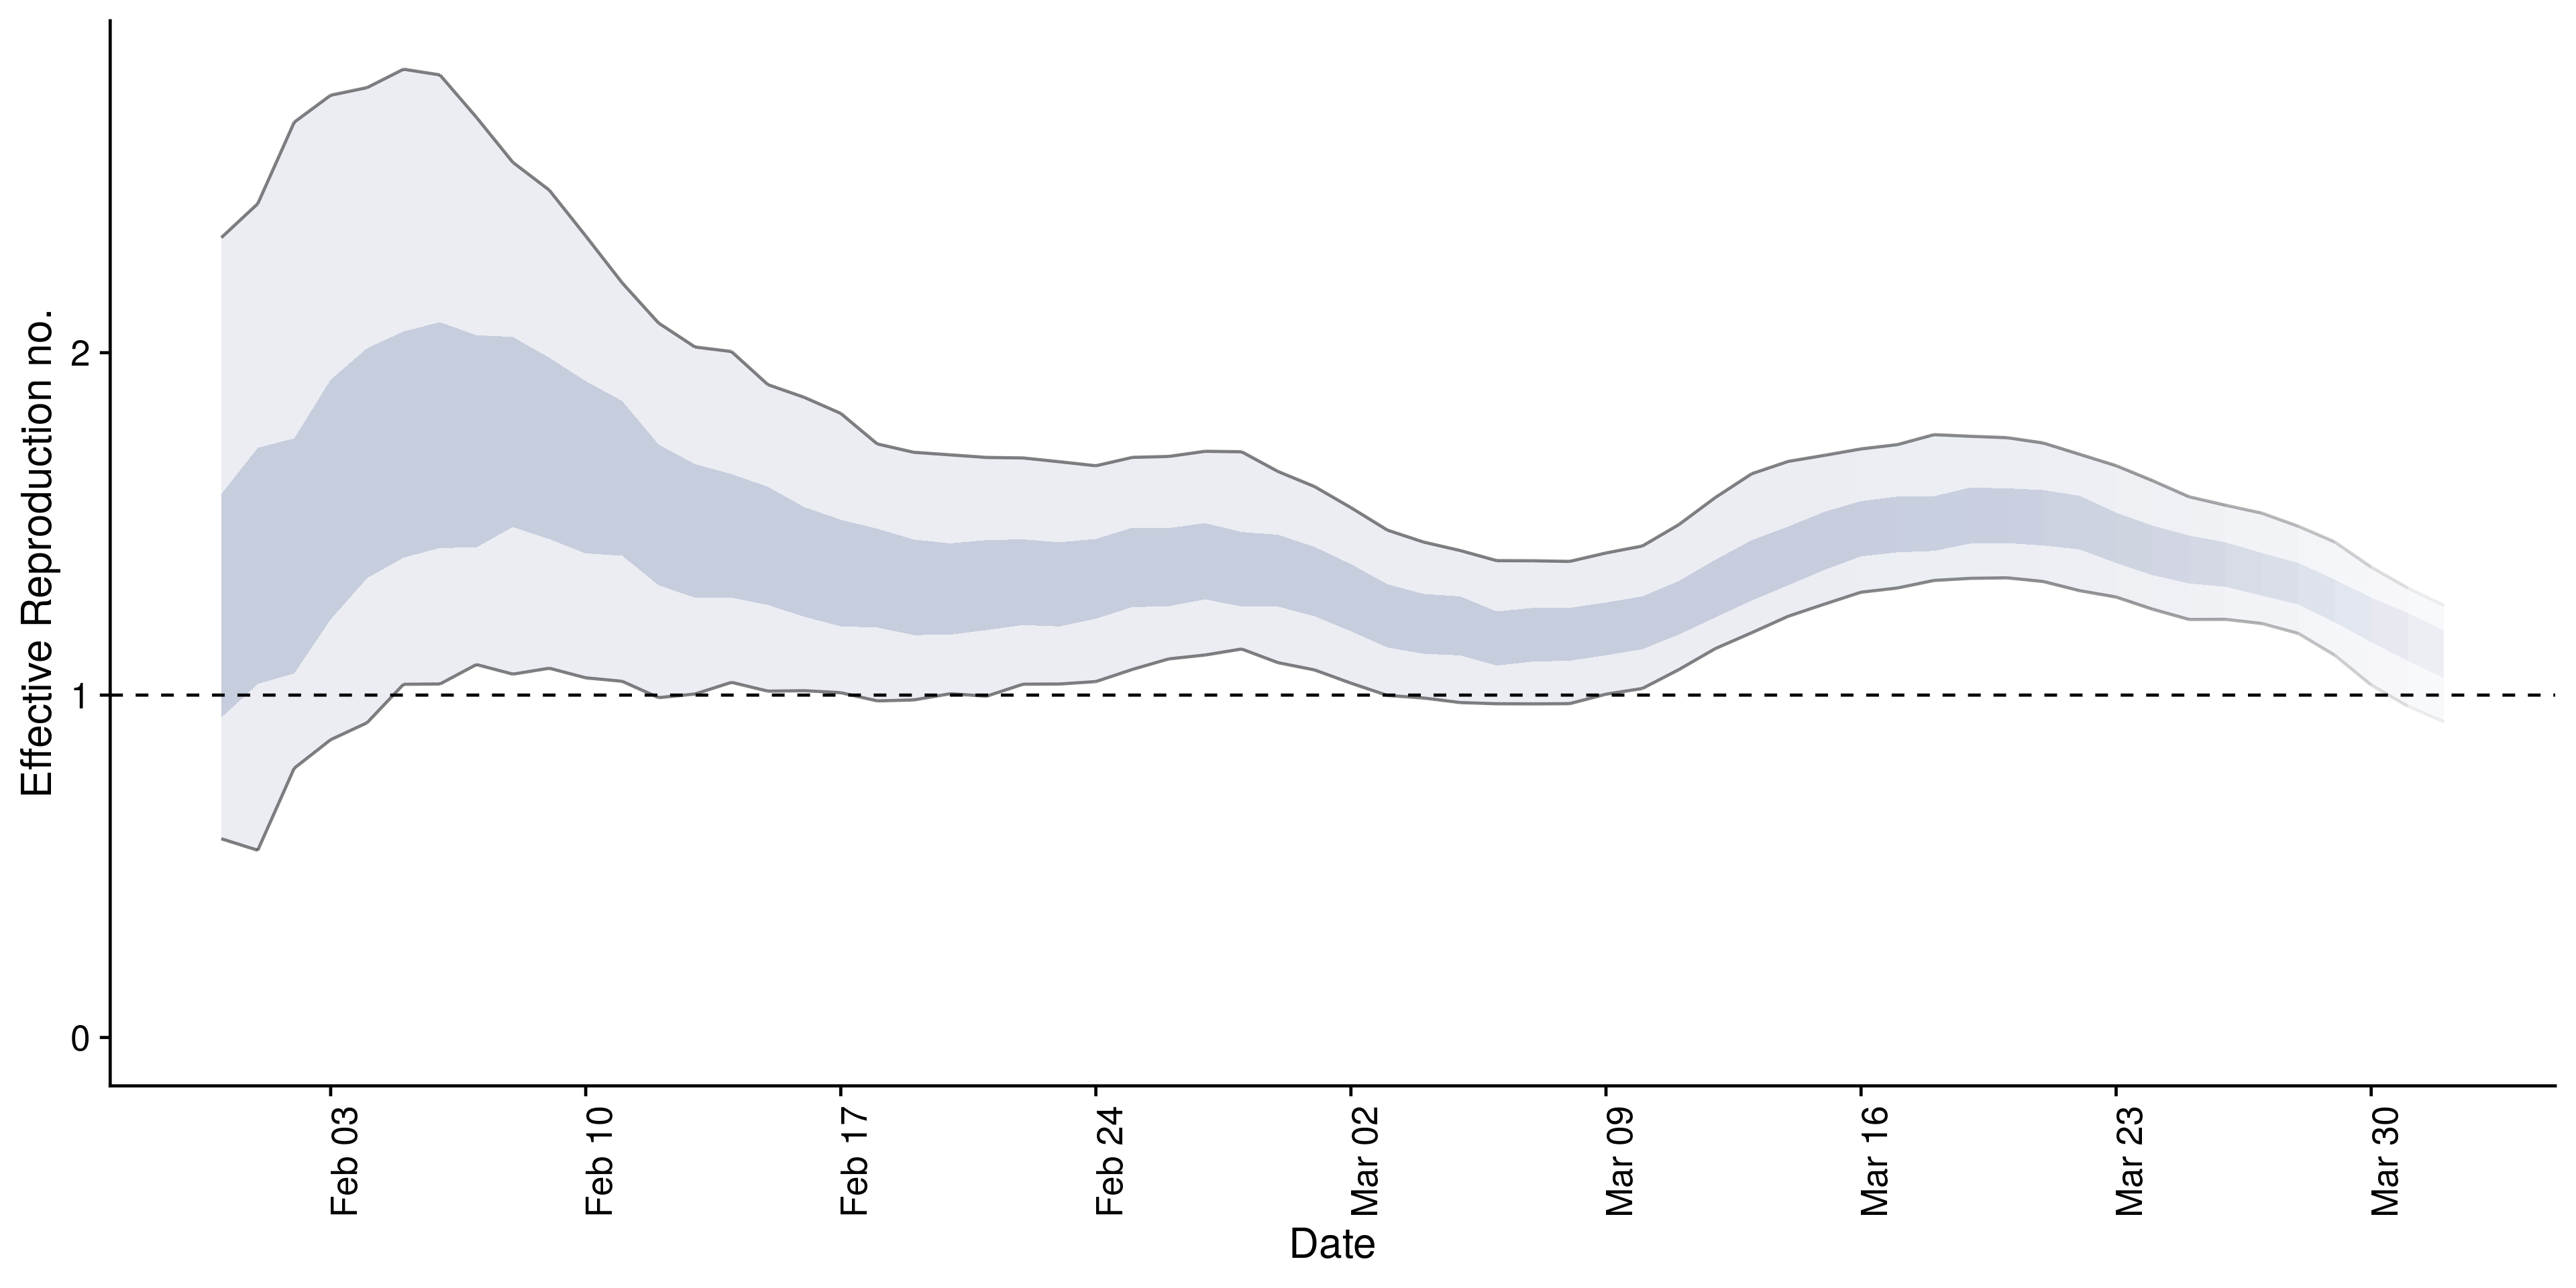 Effective Reproduction no.
2
1
0
Feb 03
Feb 10
Feb 17
Feb 24
Mar 02
Mar 09
Mar 16
Mar 23
Mar 30
Date